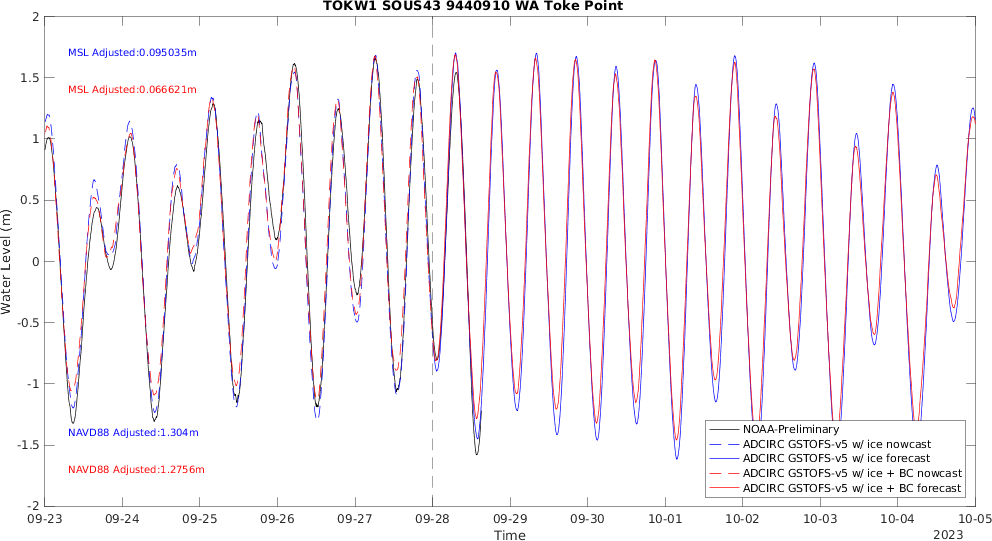 TOKW1 SOUS43 9440910 WA Toke Point
2
1.5
1
0.5
0
-0.5
-1
-1.5
-2
Water Level (m)
MSL Adjusted:0.095035m
MSL Adjusted:0.066621m
NAVD88 Adjusted:1.304m
NAVD88 Adjusted:1.2756m
NOAA-Preliminary
ADCIRC GSTOFS-v5 w/ ice nowcast
ADCIRC GSTOFS-v5 w/ ice forecast
ADCIRC GSTOFS-v5 w/ ice + BC nowcast
ADCIRC GSTOFS-v5 w/ ice + BC forecast
09-23 09-24 09-25 09-26 09-27 09-28 09-29 09-30 10-01 10-02 10-03 10-04 10-05
Time
2023